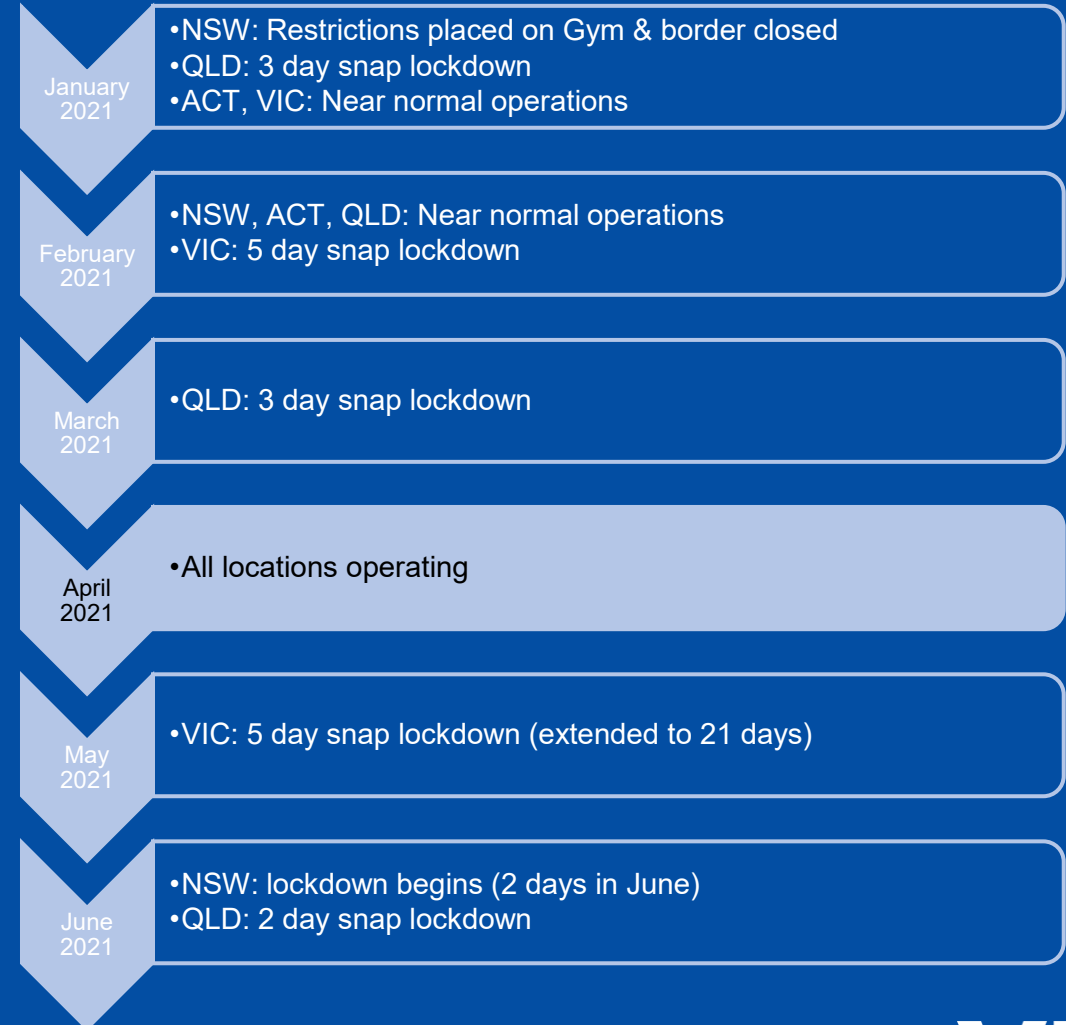 January
2021
•NSW: Restrictions placed on Gym & border closed
•QLD: 3 day snap lockdown
•ACT, VIC: Near normal operations
February
2021
•NSW, ACT, QLD: Near normal operations
•VIC: 5 day snap lockdown
March
2021
•QLD: 3 day snap lockdown
April
2021
•All locations operating
May
2021
•VIC: 5 day snap lockdown (extended to 21 days)
June
2021
•NSW: lockdown begins (2 days in June)
•QLD: 2 day snap lockdown